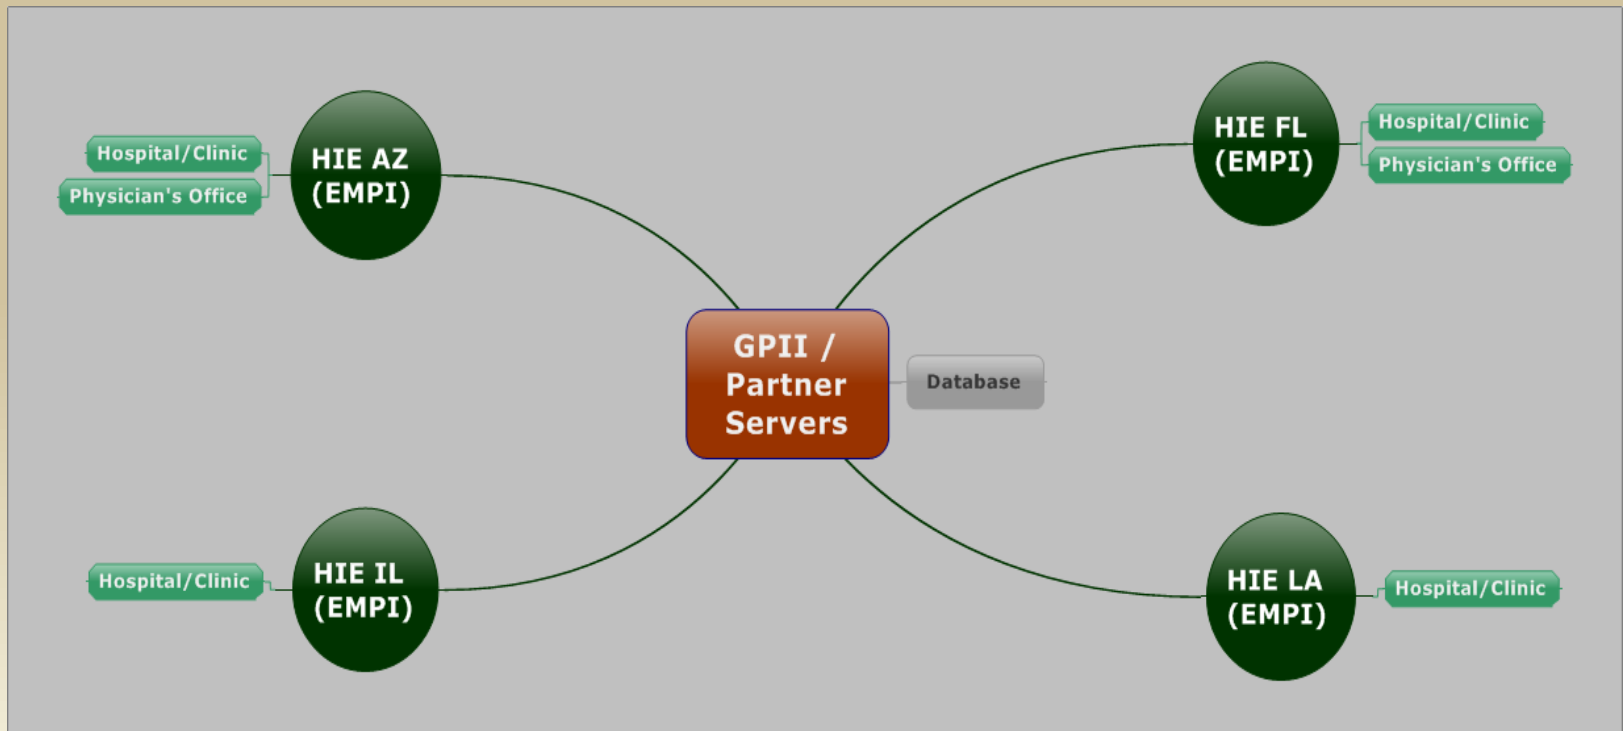 Hospital/Clinic
Physician's Office
HIE AZ
(EMPI)
HIE FL
(EMPI)
Hospital/Clinic
Physician's Office
GPII /
Partner
Servers
Database
Hospital/Clinic
HIE IL
(EMPI)
HIE LA
(EMPI)
Hospital/Clinic